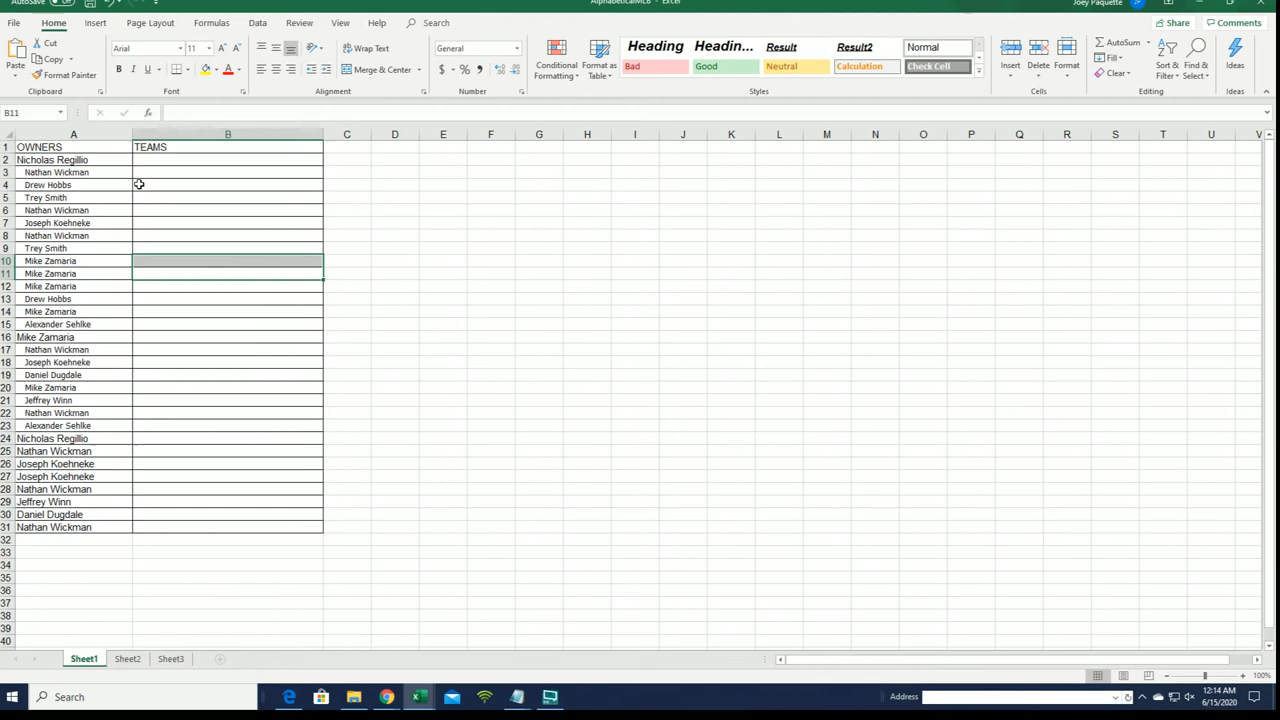 AutoSave Off AlphabeticalMLB - Excel Joey Paquette JP
File Home Insert Page Layout Formulas Data Review View Help Search Share Comments
Paste Cut Copy Format Painter Clipboard
Arial 11 A A B I U A Font
Wrap Text Merge & Center Alignment
General $ % Number
Conditional Formatting Format as Table
Heading Headin... Result Result2 Normal
Bad Good Neutral Calculation Check Cell
Styles
Insert Delete Format Cells
AutoSum Fill Clear Sort & Filter Find & Select Editing
Ideas Ideas
B11 fx
A B C D E F G H I J K L M N O P Q R S T U V
1 OWNERS TEAMS
2 Nicholas Regillio
3 Nathan Wickman
4 Drew Hobbs
5 Trey Smith
6 Nathan Wickman
7 Joseph Koehneke
8 Nathan Wickman
9 Trey Smith
10 Mike Zamaria
11 Mike Zamaria
12 Mike Zamaria
13 Drew Hobbs
14 Mike Zamaria
15 Alexander Sehlke
16 Mike Zamaria
17 Nathan Wickman
18 Joseph Koehneke
19 Daniel Dugdale
20 Mike Zamaria
21 Jeffrey Winn
22 Nathan Wickman
23 Alexander Sehlke
24 Nicholas Regillio
25 Nathan Wickman
26 Joseph Koehneke
27 Joseph Koehneke
28 Nathan Wickman
29 Jeffrey Winn
30 Daniel Dugdale
31 Nathan Wickman
32
33
34
35
36
37
38
39
40
Sheet1 Sheet2 Sheet3
100%
Search Address 12:14 AM
6/15/2020